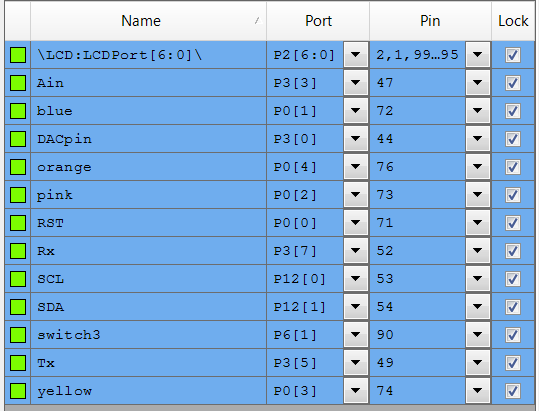 Name Port Pin Lock
\LCD:LCDPort[6:0]\ P2[6:0] 2,1,99…95
Ain P3[3] 47
blue P0[1] 72
DACpin P3[0] 44
orange P0[4] 76
pink P0[2] 73
RST P0[0] 71
Rx P3[7] 52
SCL P12[0] 53
SDA P12[1] 54
switch3 P6[1] 90
Tx P3[5] 49
yellow P0[3] 74